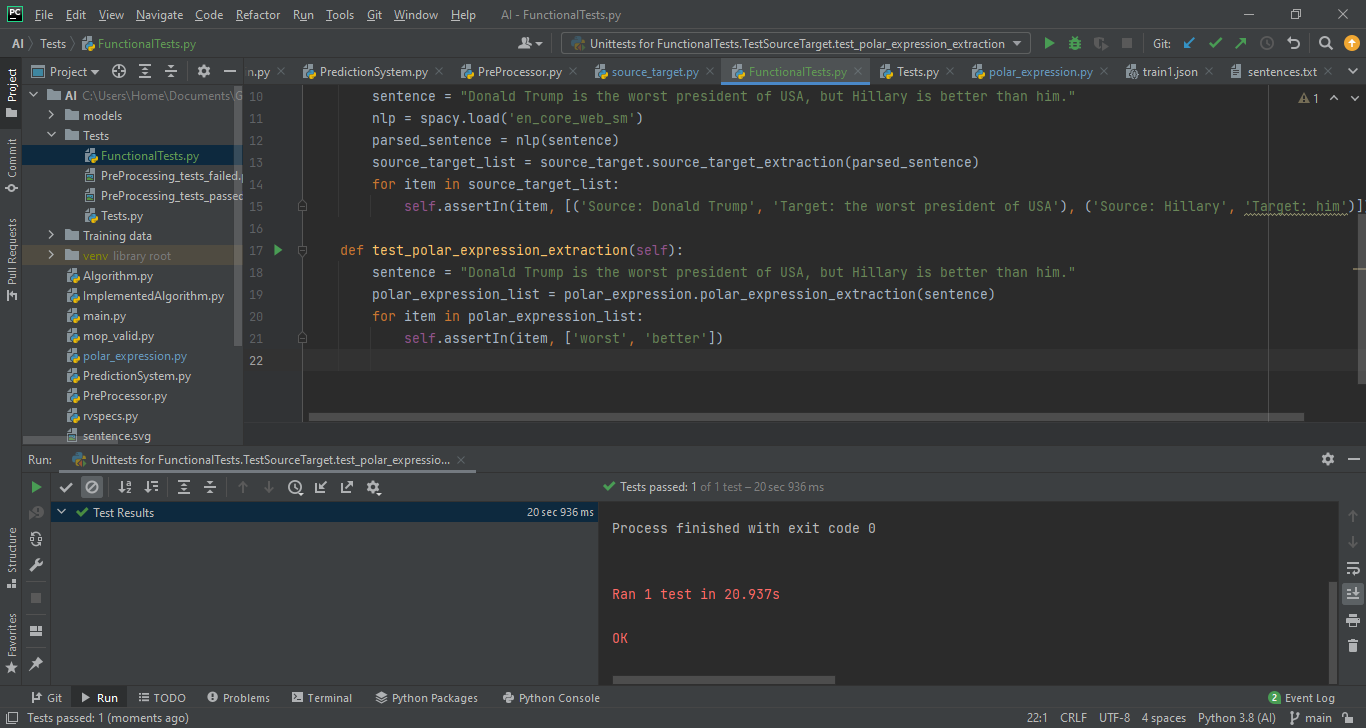 PC File Edit View Navigate Code Refactor Run Tools Git Window Help AI - FunctionalTests.py
AI Tests FunctionalTests.py Unittests for FunctionalTests.TestSourceTarget.test_polar_expression_extraction Git:
Project n.py PredictionSystem.py PreProcessor.py source_target.py FunctionalTests.py Tests.py polar_expression.py train1.json sentences.txt
Project
Commit
Pull Requests
Structure
Favorites
AI C:\Users\Home\Documents\G
models
Tests
FunctionalTests.py
PreProcessing_tests_failed.
PreProcessing_tests_passed
Tests.py
Training data
venv library root
Algorithm.py
ImplementedAlgorithm.py
main.py
mop_valid.py
polar_expression.py
PredictionSystem.py
PreProcessor.py
rvspecs.py
sentence.svg
1
10 sentence = "Donald Trump is the worst president of USA, but Hillary is better than him."
11 nlp = spacy.load('en_core_web_sm')
12 parsed_sentence = nlp(sentence)
13 source_target_list = source_target.source_target_extraction(parsed_sentence)
14 for item in source_target_list:
15 self.assertIn(item, [('Source: Donald Trump', 'Target: the worst president of USA'), ('Source: Hillary', 'Target: him')]
16
17 def test_polar_expression_extraction(self):
18 sentence = "Donald Trump is the worst president of USA, but Hillary is better than him."
19 polar_expression_list = polar_expression.polar_expression_extraction(sentence)
20 for item in polar_expression_list:
21 self.assertIn(item, ['worst', 'better'])
22
Run: Unittests for FunctionalTests.TestSourceTarget.test_polar_expressio...
Tests passed: 1 of 1 test – 20 sec 936 ms
Test Results 20 sec 936 ms
Process finished with exit code 0
Ran 1 test in 20.937s
OK
Git Run TODO Problems Terminal Python Packages Python Console 2 Event Log
Tests passed: 1 (moments ago) 22:1 CRLF UTF-8 4 spaces Python 3.8 (AI) main